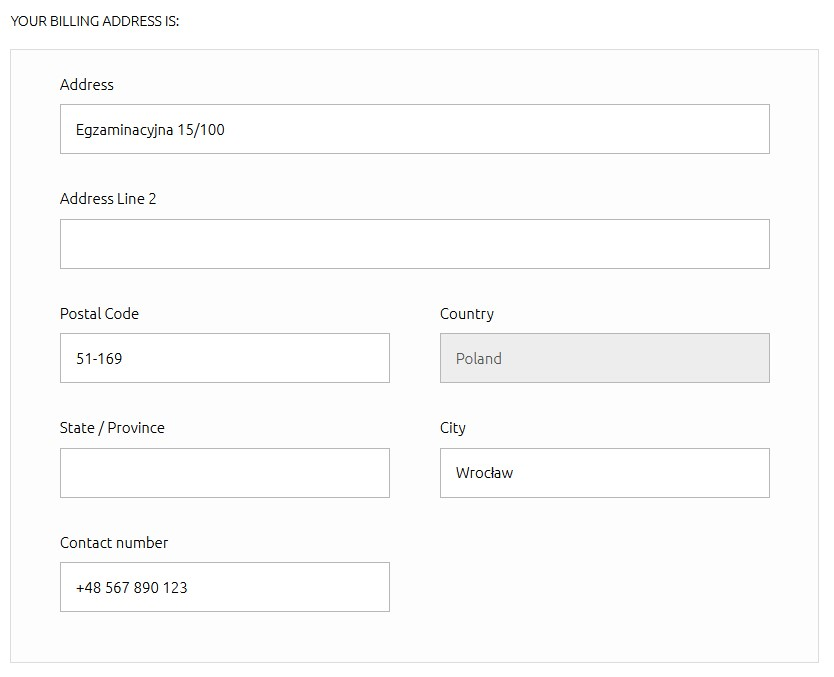 YOUR BILLING ADDRESS IS:
Address
Egzaminacyjna 15/100
Address Line 2
Postal Code
Country
51-169
Poland
State / Province
City
Wrocław
Contact number
+48 567 890 123